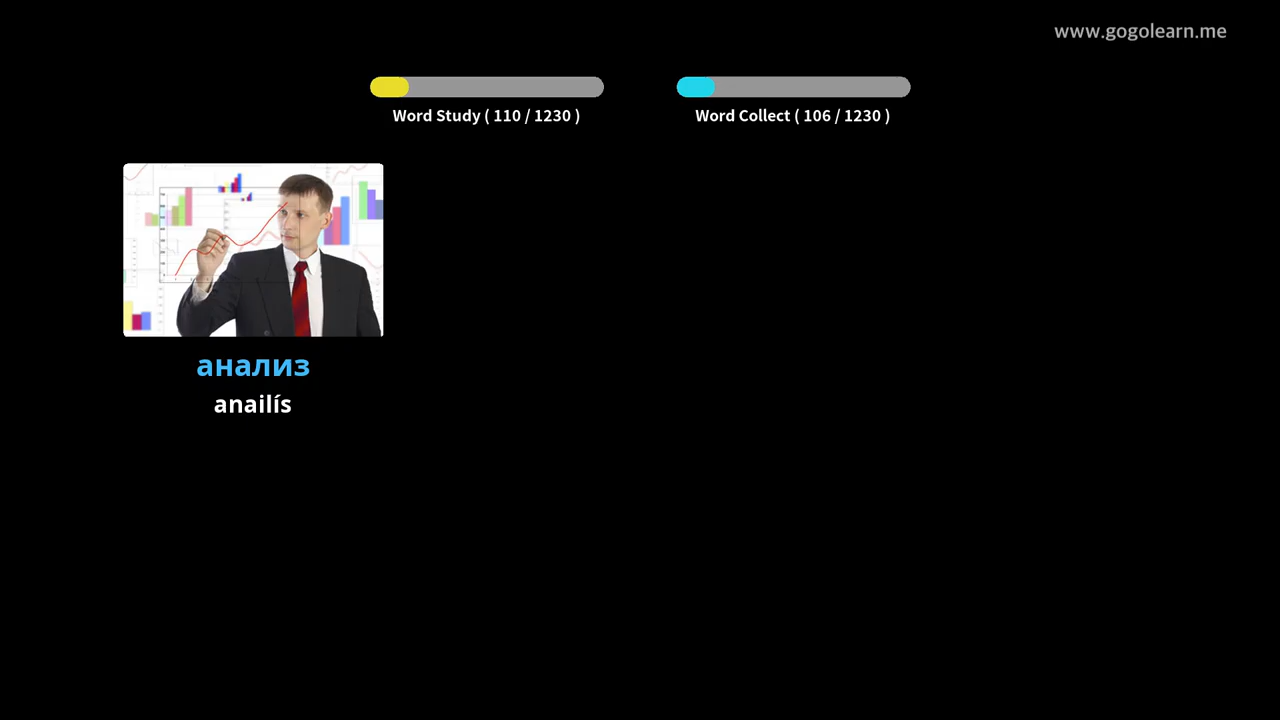 www.gogolearn.me
Word Study ( 110 / 1230 )
Word Collect ( 106 / 1230 )
анализ
anailís